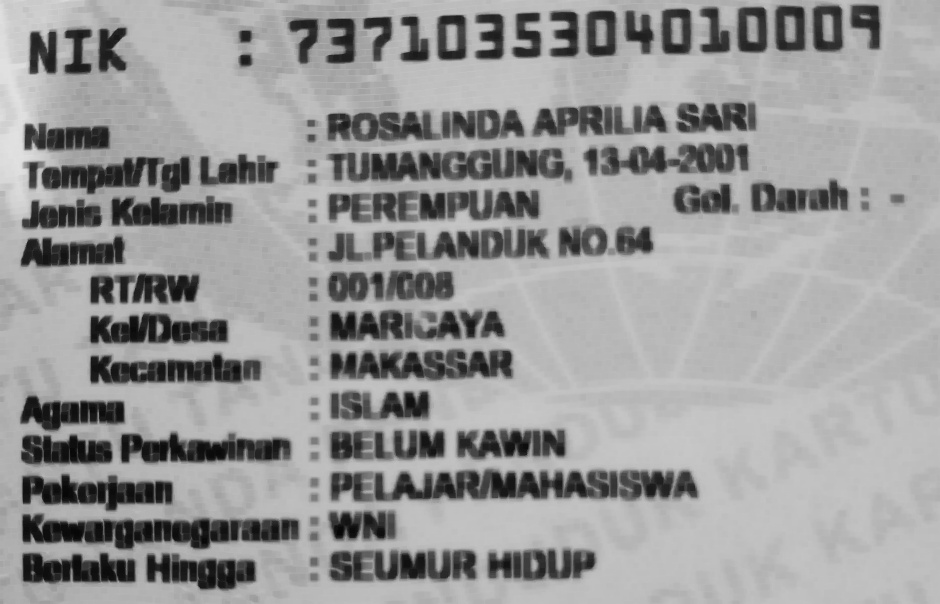 NIK : 7371035304010009
Nama : ROSALINDA APRILIA SARI
Tempat/Tgl Lahir : TUMANGGUNG, 13-04-2001
Jenis Kelamin : PEREMPUAN Gol. Darah : -
Alamat : JL.PELANDUK NO.64
RT/RW : 001/008
Kel/Desa : MARICAYA
Kecamatan : MAKASSAR
Agama : ISLAM
Status Perkawinan : BELUM KAWIN
Pekerjaan : PELAJAR/MAHASISWA
Kewarganegaraan : WNI
Berlaku Hingga : SEUMUR HIDUP